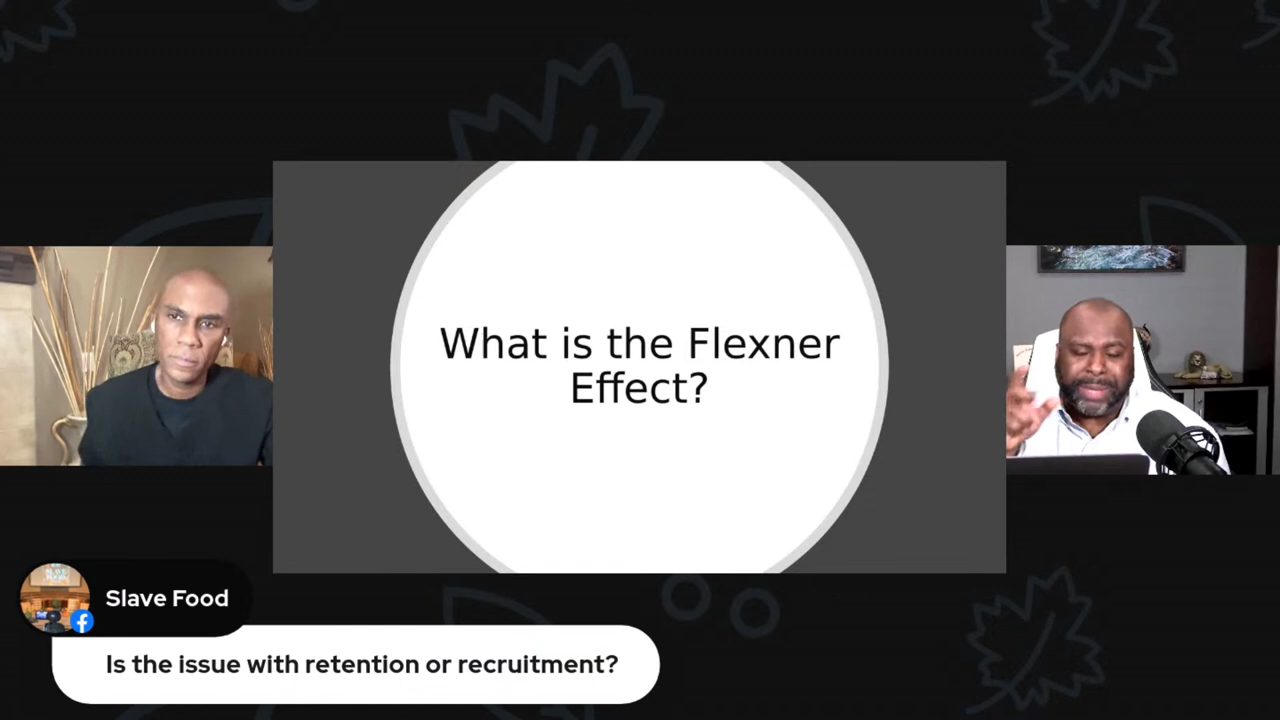 What is the Flexner
Effect?
Slave Food
Is the issue with retention or recruitment?